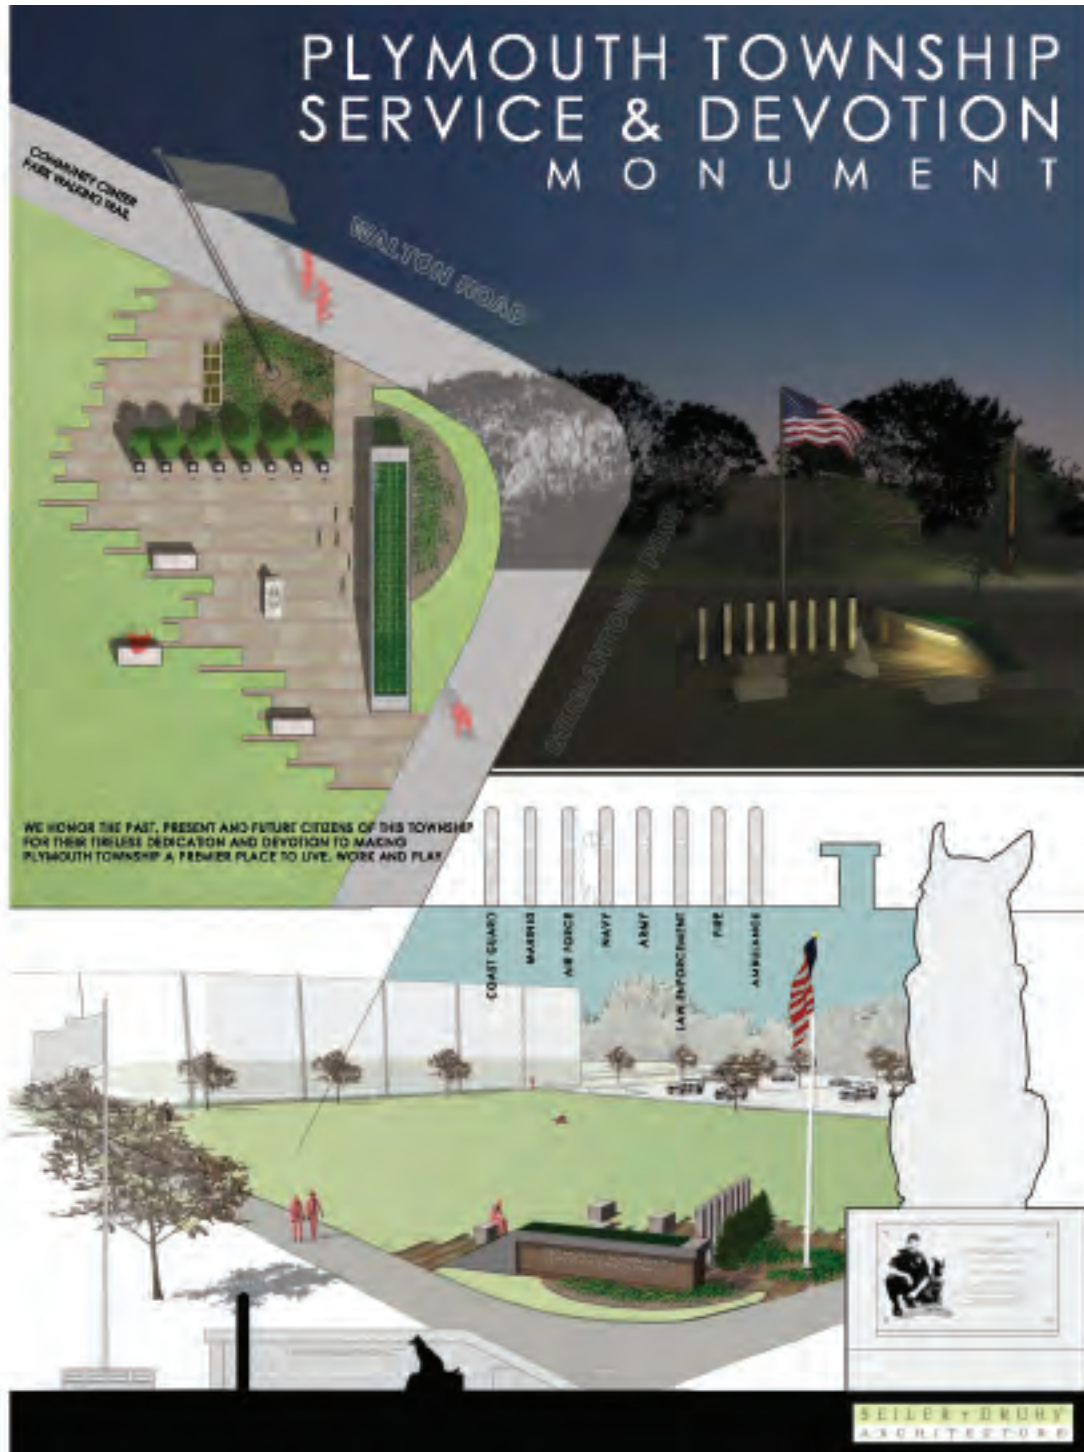 PLYMOUTH TOWNSHIP
SERVICE & DEVOTION
MONUMENT
COMMUNITY CENTER
PARK WALKING TRAIL
WALTON ROAD
GERMANTOWN PIKE
WE HONOR THE PAST, PRESENT AND FUTURE CITIZENS OF THIS TOWNSHIP
FOR THEIR TIRELESS DEDICATION AND DEVOTION TO MAKING
PLYMOUTH TOWNSHIP A PREMIER PLACE TO LIVE, WORK AND PLAY.
COAST GUARD
MARINES
AIR FORCE
NAVY
ARMY
LAW ENFORCEMENT
FIRE
AMBULANCE
SEILER + DRURY
ARCHITECTURE